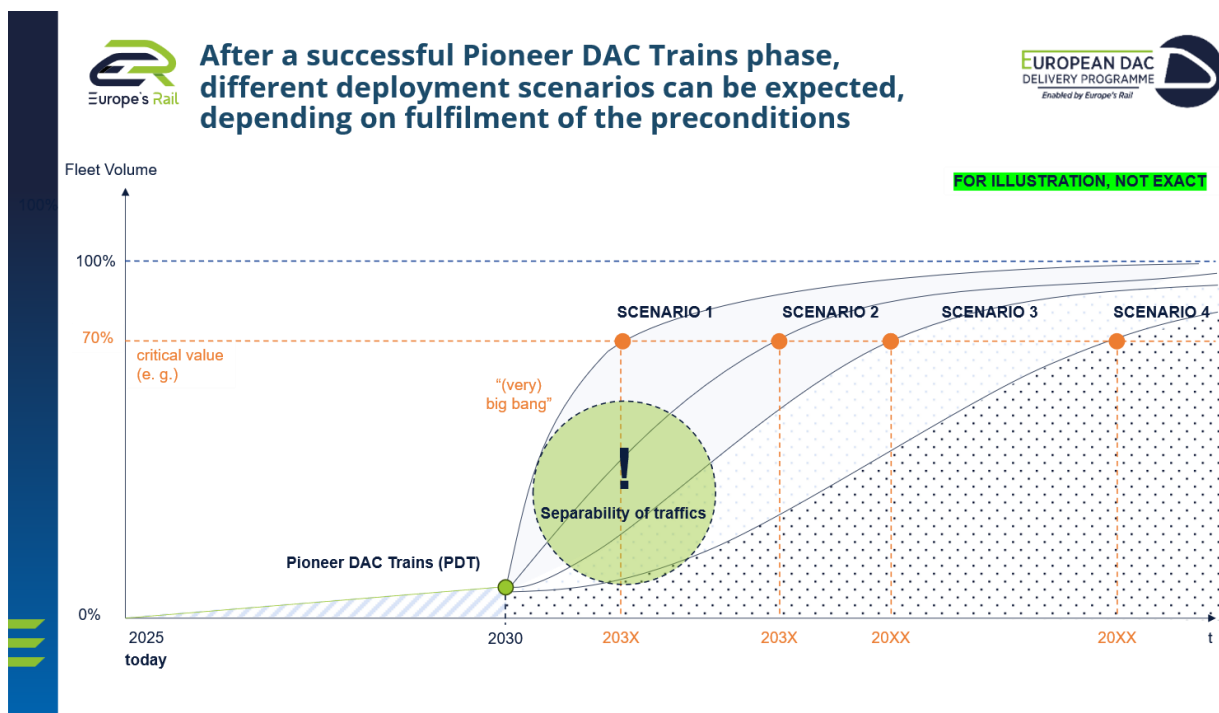 Europe's Rail
After a successful Pioneer DAC Trains phase,
different deployment scenarios can be expected,
depending on fulfilment of the preconditions
EUROPEAN DAC
DELIVERY PROGRAMME
Enabled by Europe's Rail
Fleet Volume
FOR ILLUSTRATION, NOT EXACT
100%
100%
SCENARIO 1
SCENARIO 2
SCENARIO 3
SCENARIO 4
70%
critical value
(e. g.)
“(very)
big bang”
!
Separability of traffics
Pioneer DAC Trains (PDT)
0%
2025
today
2030
203X
203X
20XX
20XX
t